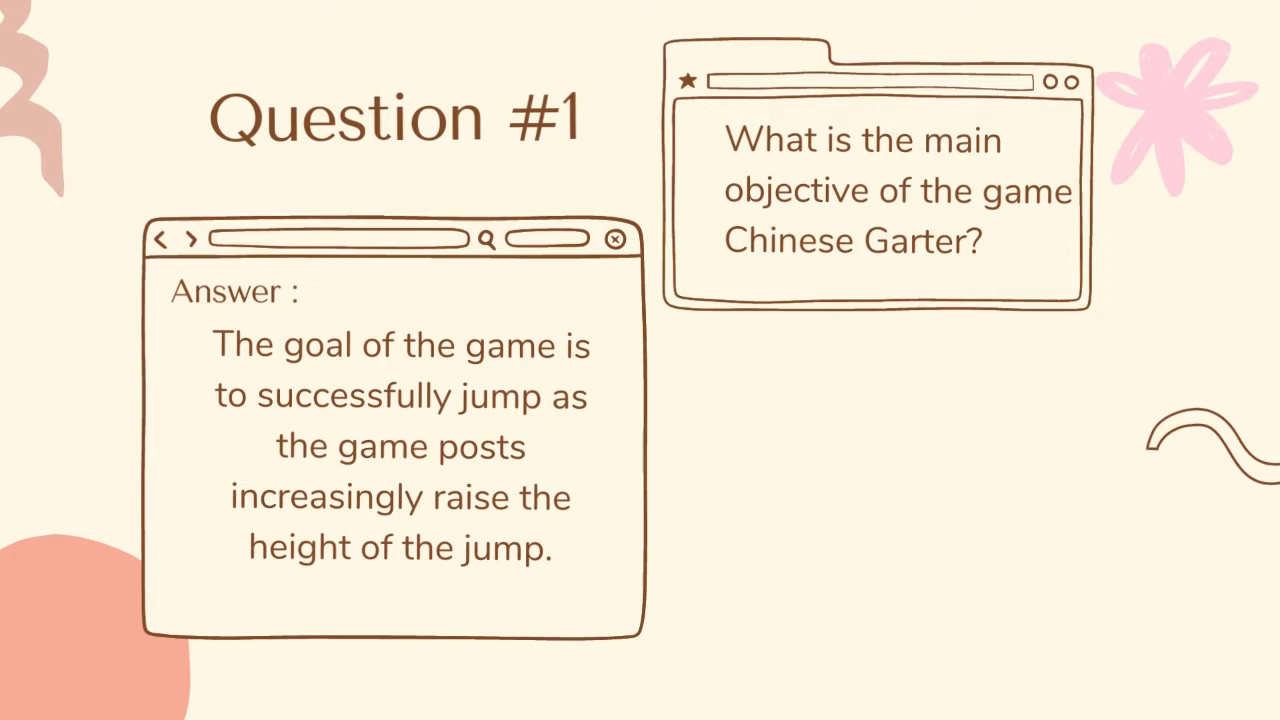 Question #1
What is the main
objective of the game
Chinese Garter?
Answer :
The goal of the game is
to successfully jump as
the game posts
increasingly raise the
height of the jump.